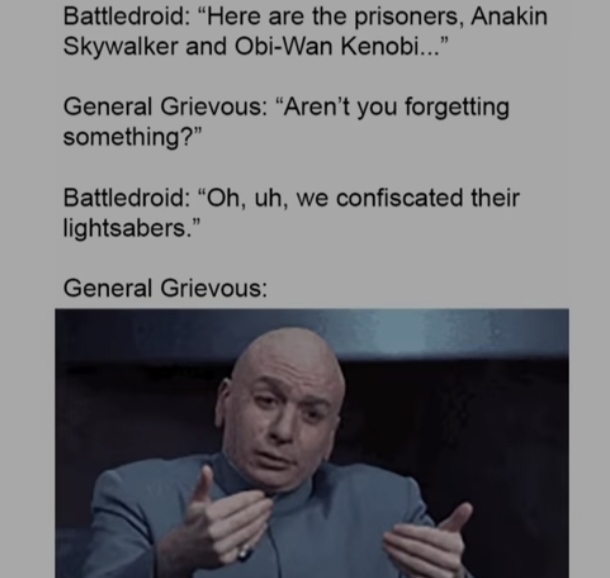 Battledroid: “Here are the prisoners, Anakin
Skywalker and Obi-Wan Kenobi...”
General Grievous: “Aren’t you forgetting
something?”
Battledroid: “Oh, uh, we confiscated their
lightsabers.”
General Grievous: